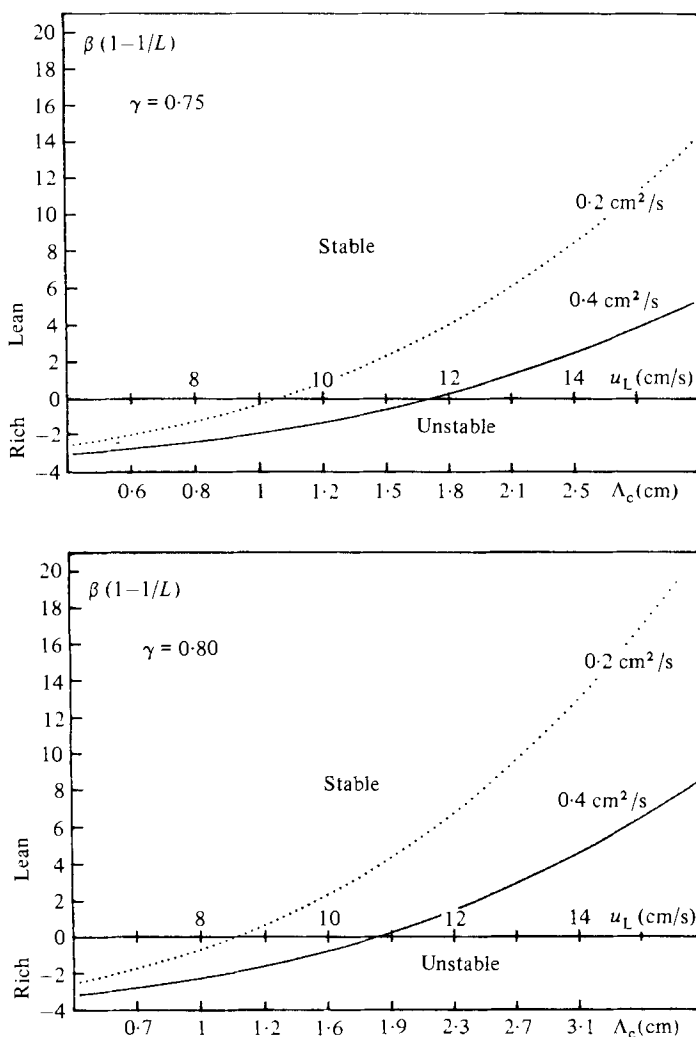 20
β (1−1/L)
18
γ = 0·75
16
14
12
0·2 cm²/s
10
Stable
8
0·4 cm²/s
6
4
2
8 10 12 14 u_L (cm/s)
0
Unstable
−2
−4
Lean
Rich
0·6 0·8 1 1·2 1·5 1·8 2·1 2·5 Λ_c (cm)
20
β (1−1/L)
18
γ = 0·80
16
0·2 cm²/s
14
12
10
Stable
8
0·4 cm²/s
6
4
2
8 10 12 14 u_L (cm/s)
0
Unstable
−2
−4
Lean
Rich
0·7 1 1·2 1·6 1·9 2·3 2·7 3·1 Λ_c (cm)